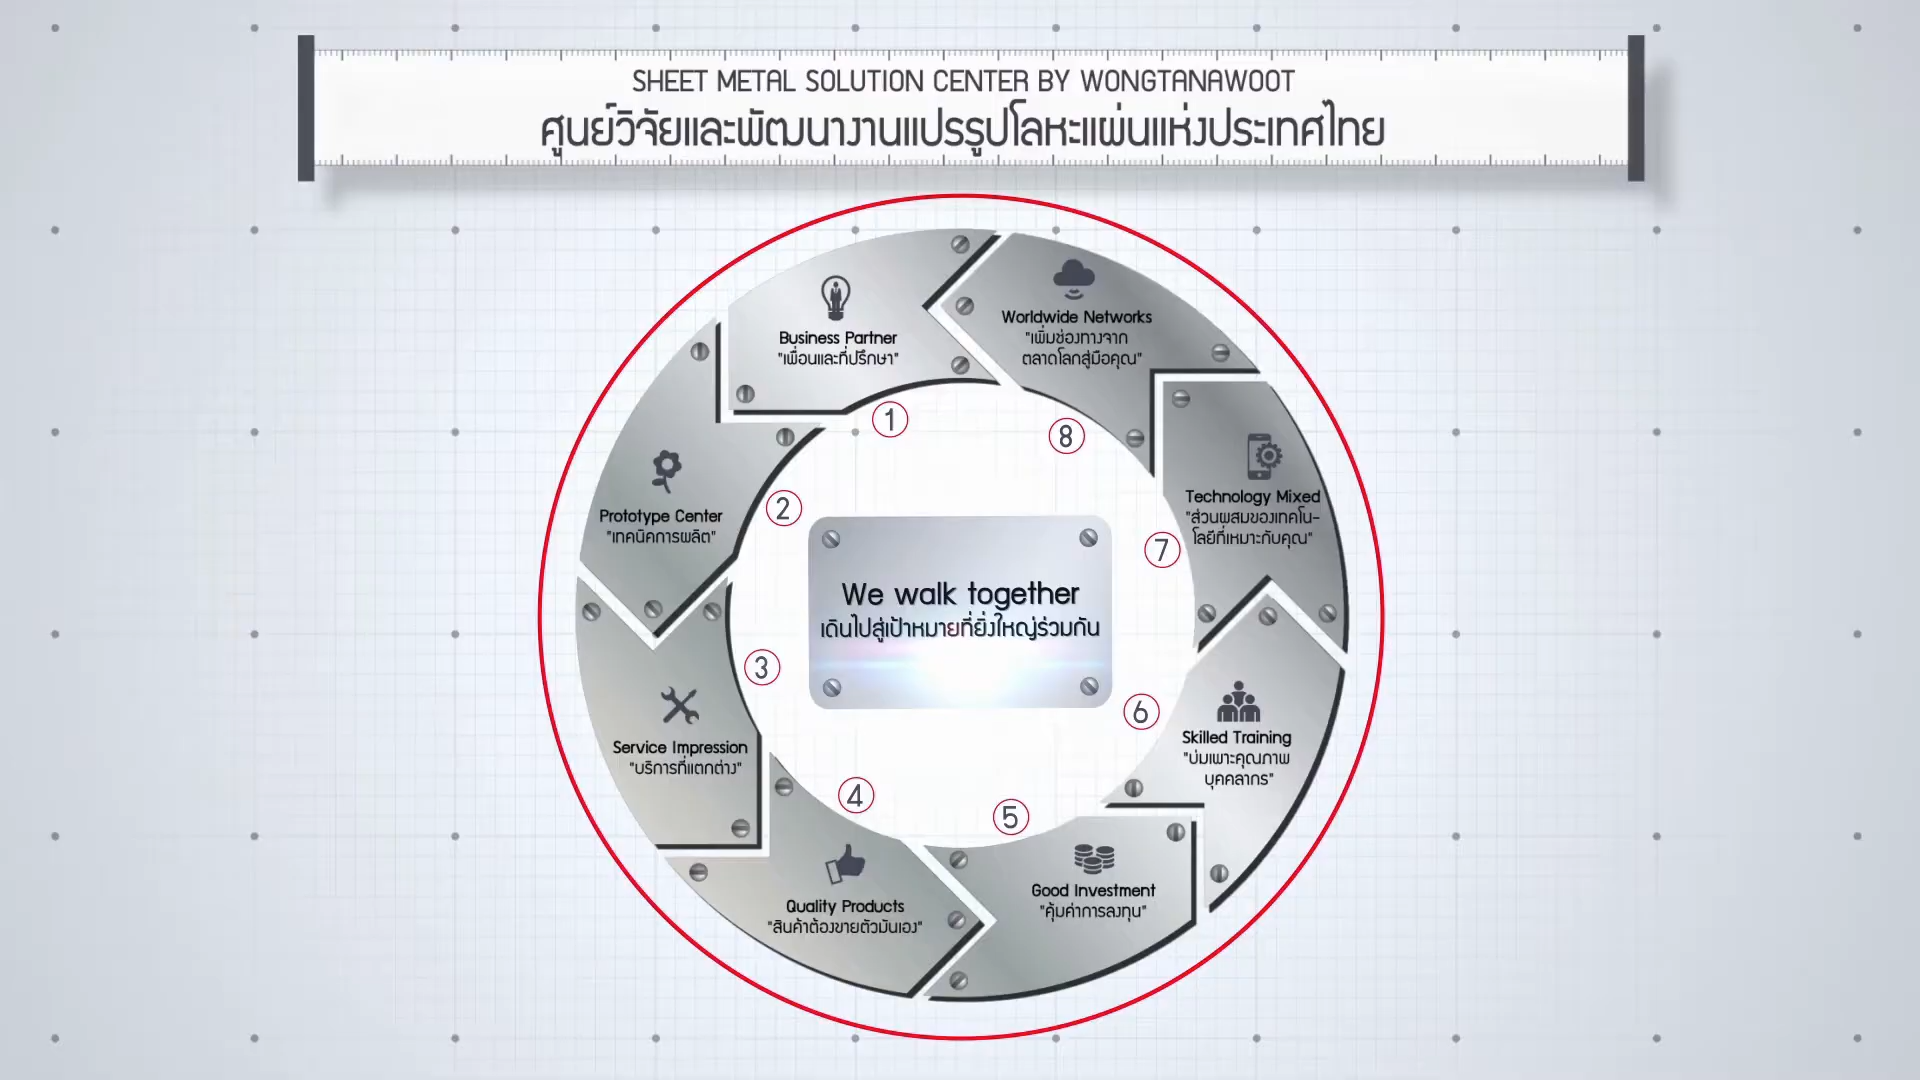 SHEET METAL SOLUTION CENTER BY WONGTANAWOOT
ศูนย์วิจัยและพัฒนางานแปรรูปโลหะแผ่นแห่งประเทศไทย
Business Partner
"เพื่อนและที่ปรึกษา"
1
Prototype Center
"เทคนิคการผลิต"
2
Service Impression
"บริการที่แตกต่าง"
3
Quality Products
"สินค้าต้องขายตัวมันเอง"
4
Good Investment
"คุ้มค่าการลงทุน"
5
Skilled Training
"บ่มเพาะคุณภาพ
บุคคลากร"
6
Technology Mixed
"ส่วนผสมของเทคโน-
โลยีที่เหมาะกับคุณ"
7
Worldwide Networks
"เพิ่มช่องทางจาก
ตลาดโลกสู่มือคุณ"
8
We walk together
เดินไปสู่เป้าหมายที่ยิ่งใหญ่ร่วมกัน